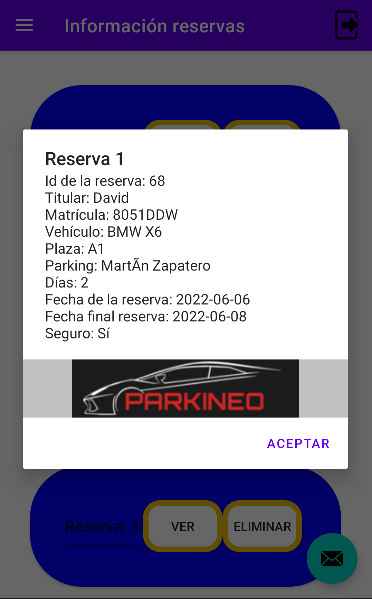 Información reservas
Reserva 1
Id de la reserva: 68
Titular: David
Matrícula: 8051DDW
Vehículo: BMW X6
Plaza: A1
Parking: MartÃn Zapatero
Días: 2
Fecha de la reserva: 2022-06-06
Fecha final reserva: 2022-06-08
Seguro: Sí
PARKINEO
ACEPTAR
Reserva: 3 VER ELIMINAR